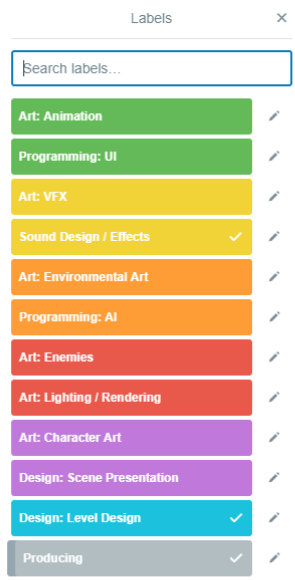 Labels
Search labels…
Art: Animation
Programming: UI
Art: VFX
Sound Design / Effects
Art: Environmental Art
Programming: AI
Art: Enemies
Art: Lighting / Rendering
Art: Character Art
Design: Scene Presentation
Design: Level Design
Producing